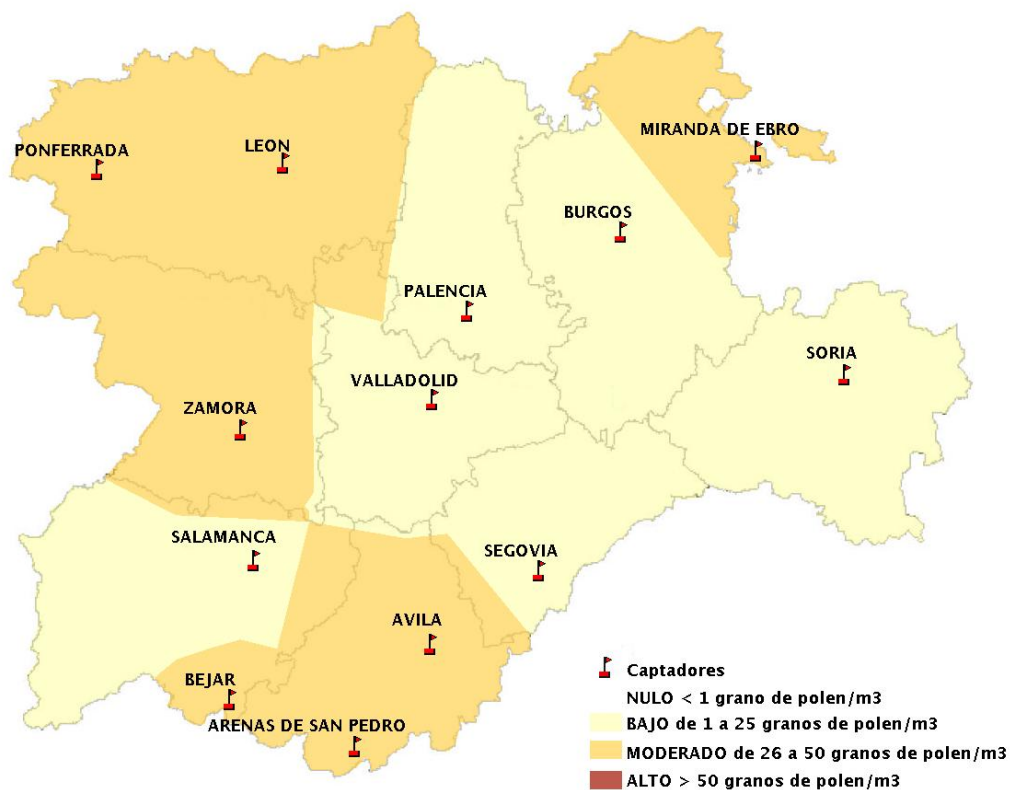 MIRANDA DE EBRO
PONFERRADA
LEON
BURGOS
PALENCIA
SORIA
VALLADOLID
ZAMORA
SALAMANCA
SEGOVIA
AVILA
BEJAR
ARENAS DE SAN PEDRO
Captadores
NULO < 1 grano de polen/m3
BAJO de 1 a 25 granos de polen/m3
MODERADO de 26 a 50 granos de polen/m3
ALTO > 50 granos de polen/m3